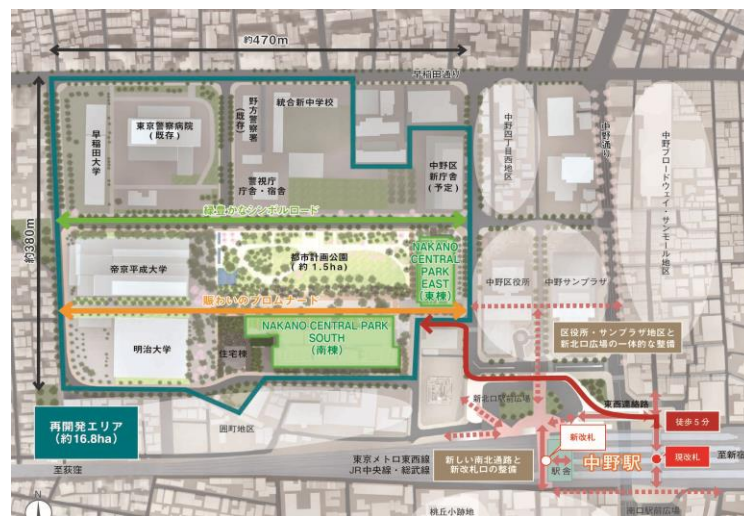 約470m
早稲田通り
約380m
早稲田大学
東京警察病院
(既存)
野方警察署
(既存)
統合新中学校
警視庁
庁舎・宿舎
中野区
新庁舎
(予定)
中野四丁目西地区
中野通り
中野ブロードウェイ・サンモール地区
緑豊かなシンボルロード
帝京平成大学
都市計画公園
(約 1.5ha)
NAKANO
CENTRAL
PARK
EAST
(東棟)
中野区役所
中野サンプラザ
賑わいのプロムナード
明治大学
住宅棟
NAKANO CENTRAL PARK
SOUTH
(南棟)
区役所・サンプラザ地区と
新北口広場の一体的な整備
再開発エリア
(約16.8ha)
囲町地区
新北口駅前広場
東西連絡路
徒歩5分
新改札
東京メトロ東西線
JR中央線・総武線
新しい南北通路と
新改札口の整備
駅舎
中野駅
現改札
至新宿
至荻窪
N
桃丘小跡地
南口駅前広場